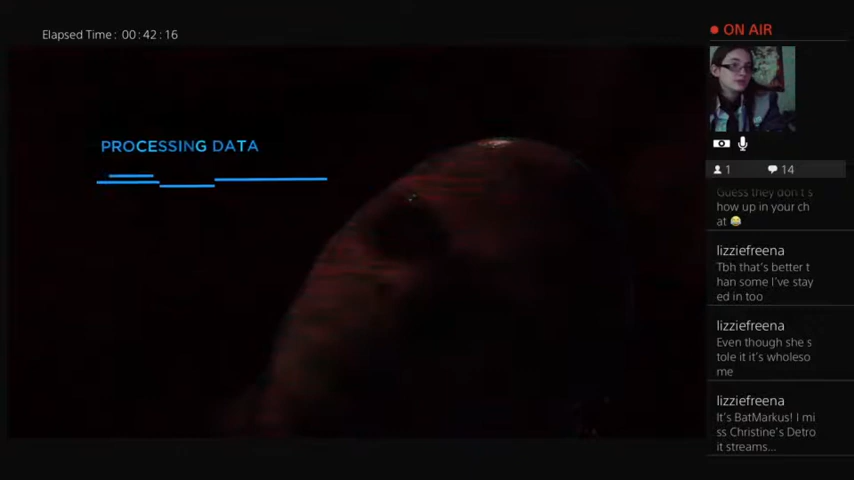 Elapsed Time: 00:42:16
ON AIR
PROCESSING DATA
1 14
Guess they don't s
how up in your ch
at 😂
lizziefreena
Tbh that's better t
han some I've stay
ed in too
lizziefreena
Even though she s
tole it it's wholeso
me
lizziefreena
It's BatMarkus! I mi
ss Christine's Detro
it streams...